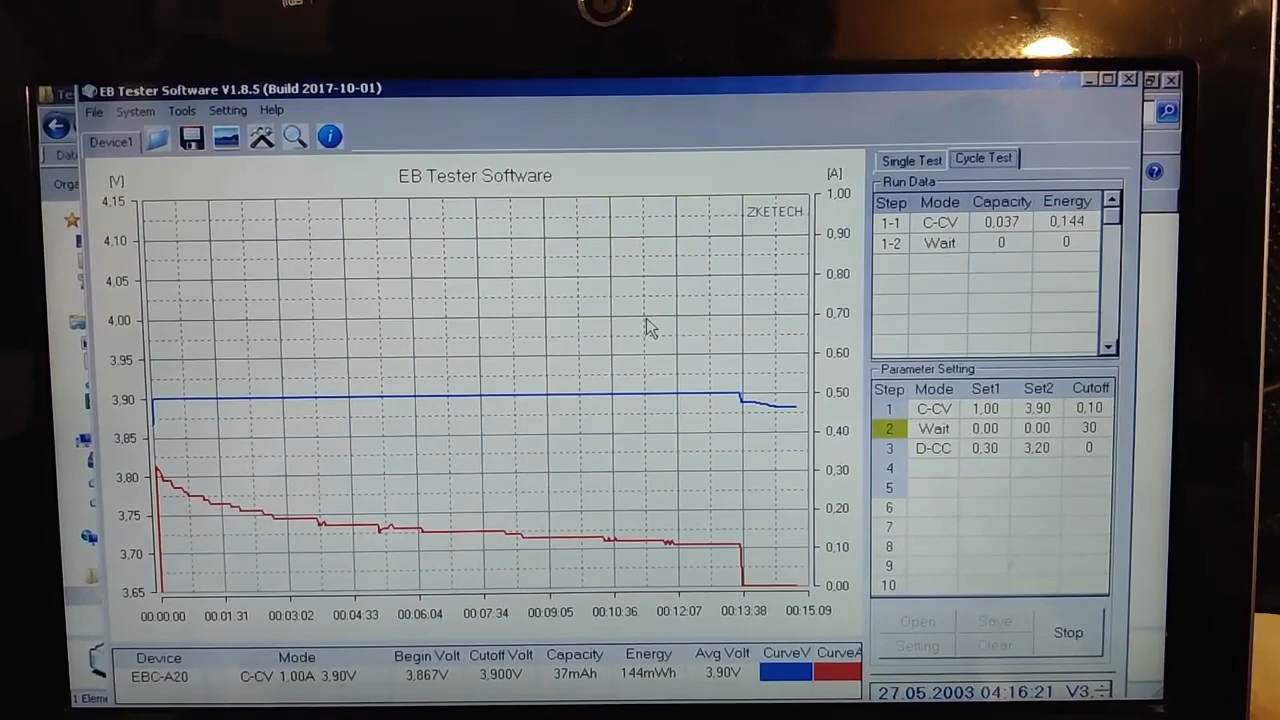 EB Tester Software V1.8.5 (Build 2017-10-01)
File System Tools Setting Help
Device1
Single Test Cycle Test
EB Tester Software
[V]
[A]
ZKETECH
4,15
4,10
4,05
4,00
3,95
3,90
3,85
3,80
3,75
3,70
3,65
1,00
0,90
0,80
0,70
0,60
0,50
0,40
0,30
0,20
0,10
0,00
00:00:00 00:01:31 00:03:02 00:04:33 00:06:04 00:07:34 00:09:05 00:10:36 00:12:07 00:13:38 00:15:09
Run Data
Step Mode Capacity Energy
1-1 C-CV 0,037 0,144
1-2 Wait 0 0
Parameter Setting
Step Mode Set1 Set2 Cutoff
1 C-CV 1,00 3,90 0,10
2 Wait 0.00 0.00 30
3 D-CC 0,30 3,20 0
4
5
6
7
8
9
10
Open Save
Setting Clear
Stop
Device Mode Begin Volt Cutoff Volt Capacity Energy Avg Volt CurveV CurveA
EBC-A20 C-CV 1.00A 3.90V 3.867V 3.900V 37mAh 144mWh 3,90V
27.05.2003 04:16:21 V3.